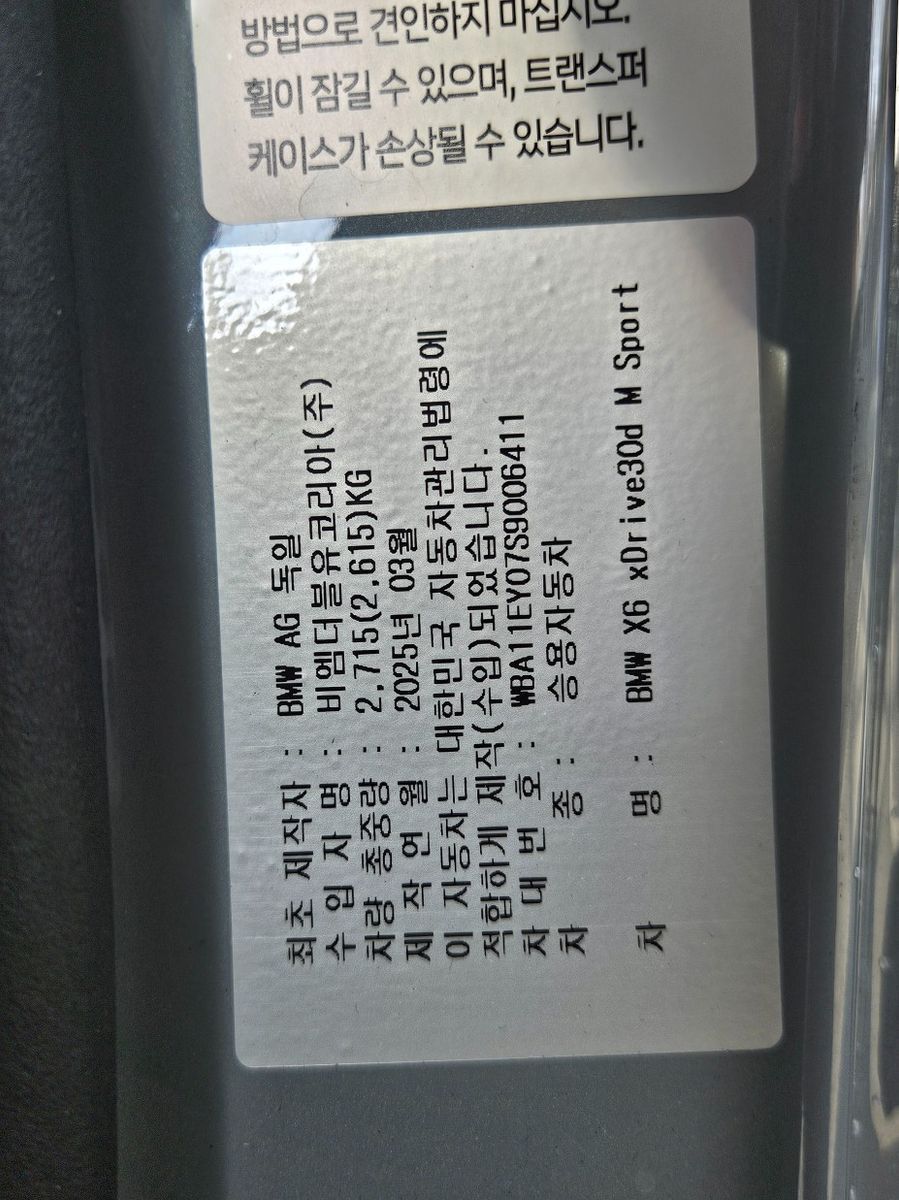 방법으로 견인하지 마십시오.
휠이 잠길 수 있으며, 트랜스퍼
케이스가 손상될 수 있습니다.
최초 제작자 : BMW AG 독일
수 입 자 명 : 비엠더블유코리아(주)
차량 총중량 : 2,715(2,615)KG
제 작 연 월 : 2025년 03월
이 자동차는 대한민국 자동차관리법령에
적합하게 제작(수입)되었습니다.
차 대 번 호 : WBA11EY07S9006411
차 종 : 승용자동차
차 명 : BMW X6 xDrive30d M Sport